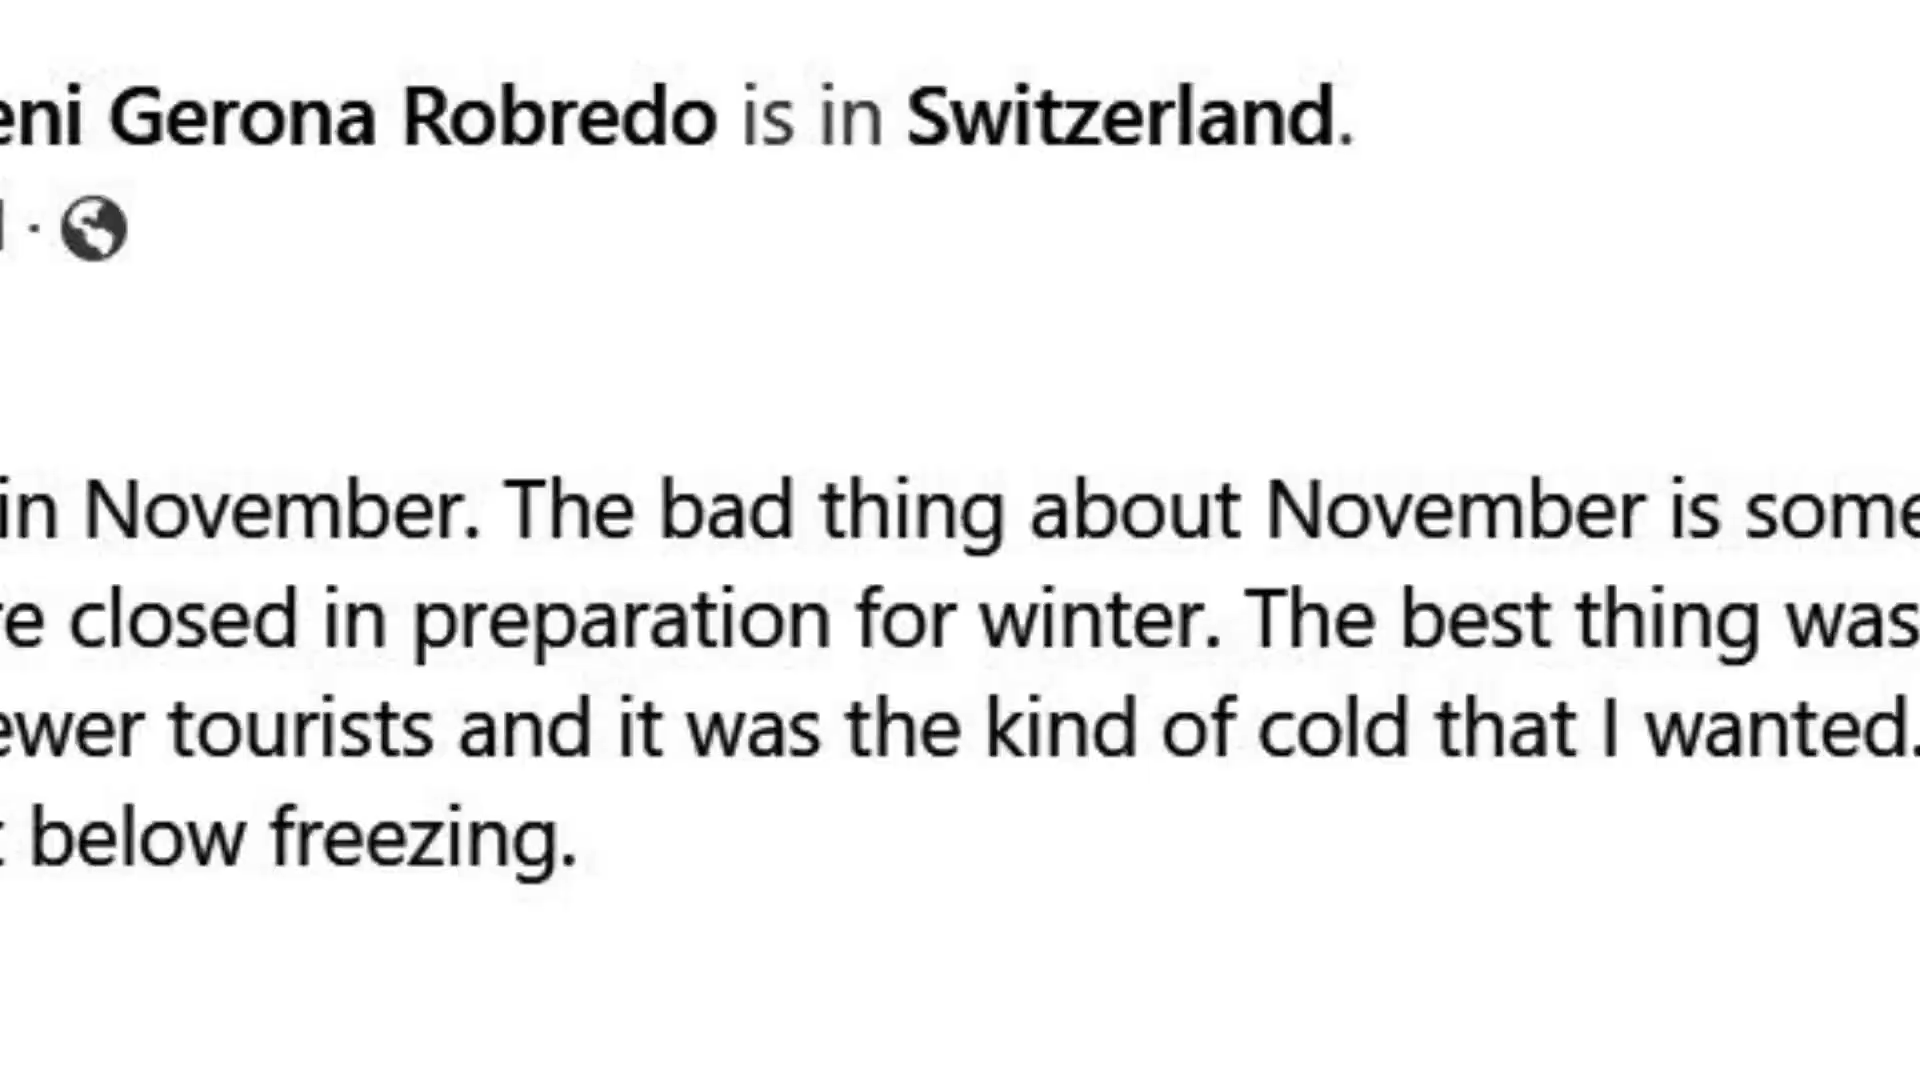 eni Gerona Robredo is in Switzerland.
in November. The bad thing about November is some
re closed in preparation for winter. The best thing was
ewer tourists and it was the kind of cold that I wanted.
below freezing.